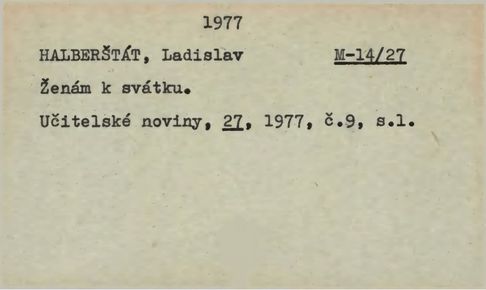 1977
HALBERŠTÁT, Ladislav M-14/27
Ženám k svátku.
Učitelské noviny, 27, 1977, č.9, s.1.